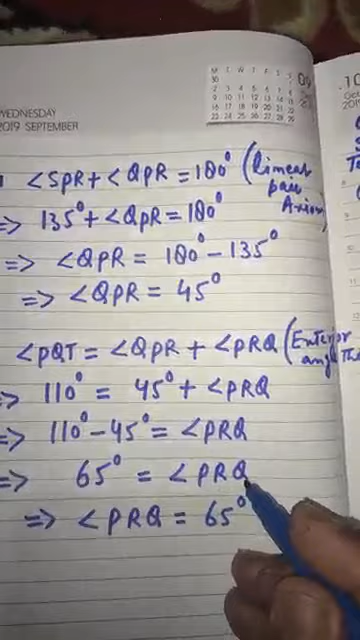 WEDNESDAY
2019 SEPTEMBER
∠SPR + ∠QPR = 180° (linear
pair
Axiom)
⇒ 135° + ∠QPR = 180°
⇒ ∠QPR = 180° - 135°
⇒ ∠QPR = 45°
∠PQT = ∠QPR + ∠PRQ (Exterior
angle The
⇒ 110° = 45° + ∠PRQ
⇒ 110° - 45° = ∠PRQ
⇒ 65° = ∠PRQ
⇒ ∠PRQ = 65°